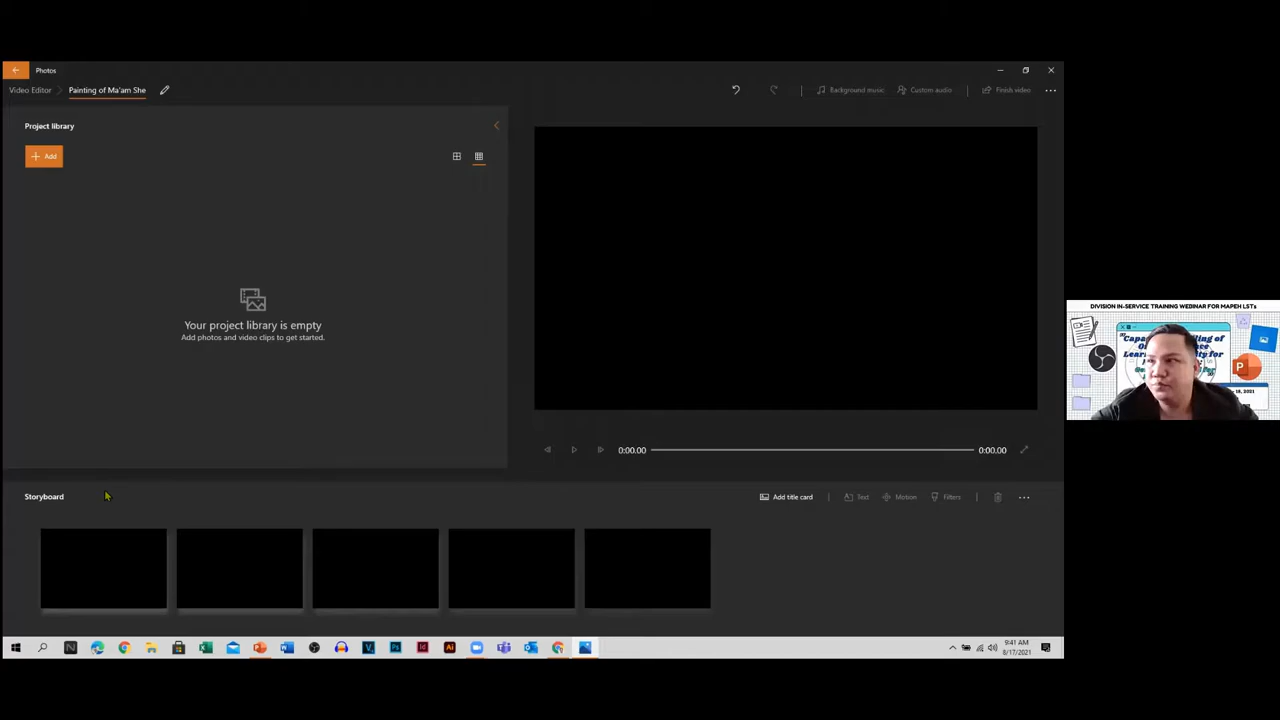 Photos
Video Editor
Painting of Ma'am She
Background music
Custom audio
Finish video
Project library
Add
Your project library is empty
Add photos and video clips to get started.
0:00.00
0:00.00
Storyboard
Add title card
Text
Motion
Filters
9:41 AM
8/17/2021
DIVISION IN-SERVICE TRAINING WEBINAR FOR MAPEH LSTs